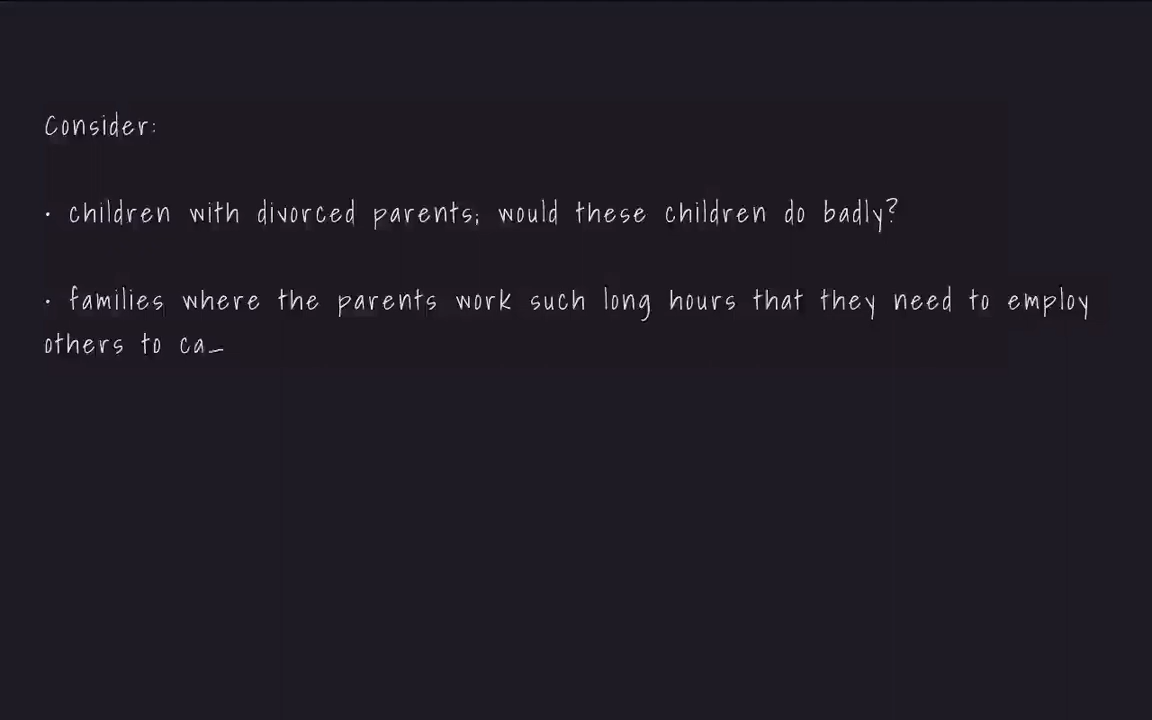 Consider:
· children with divorced parents; would these children do badly?
· families where the parents work such long hours that they need to employ
others to ca_